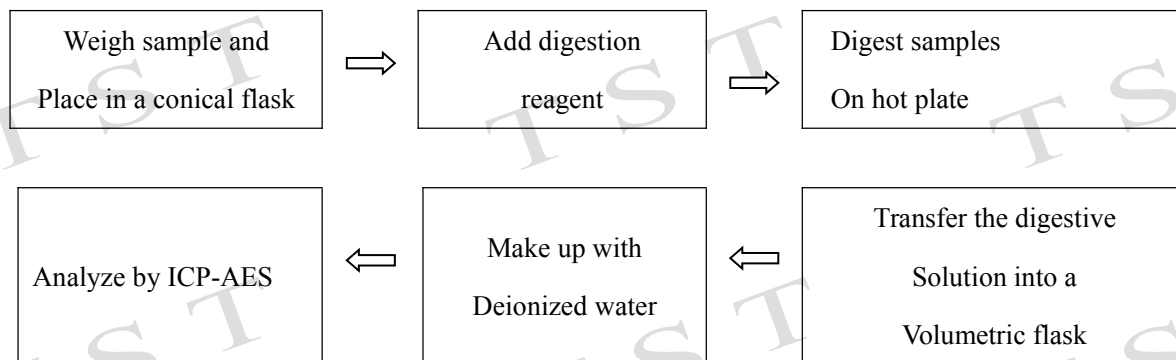 Weigh sample and
Place in a conical flask
Add digestion
reagent
Digest samples
On hot plate
Transfer the digestive
Solution into a
Volumetric flask
Make up with
Deionized water
Analyze by ICP-AES
T S T
T S T
T S
S T
S T
S T